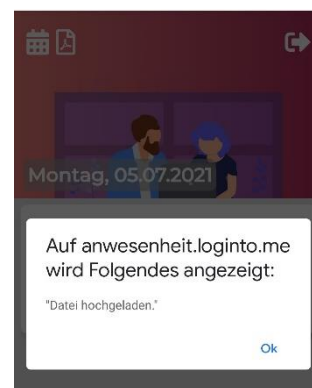 Montag, 05.07.2021
Auf anwesenheit.loginto.me
wird Folgendes angezeigt:
"Datei hochgeladen."
Ok